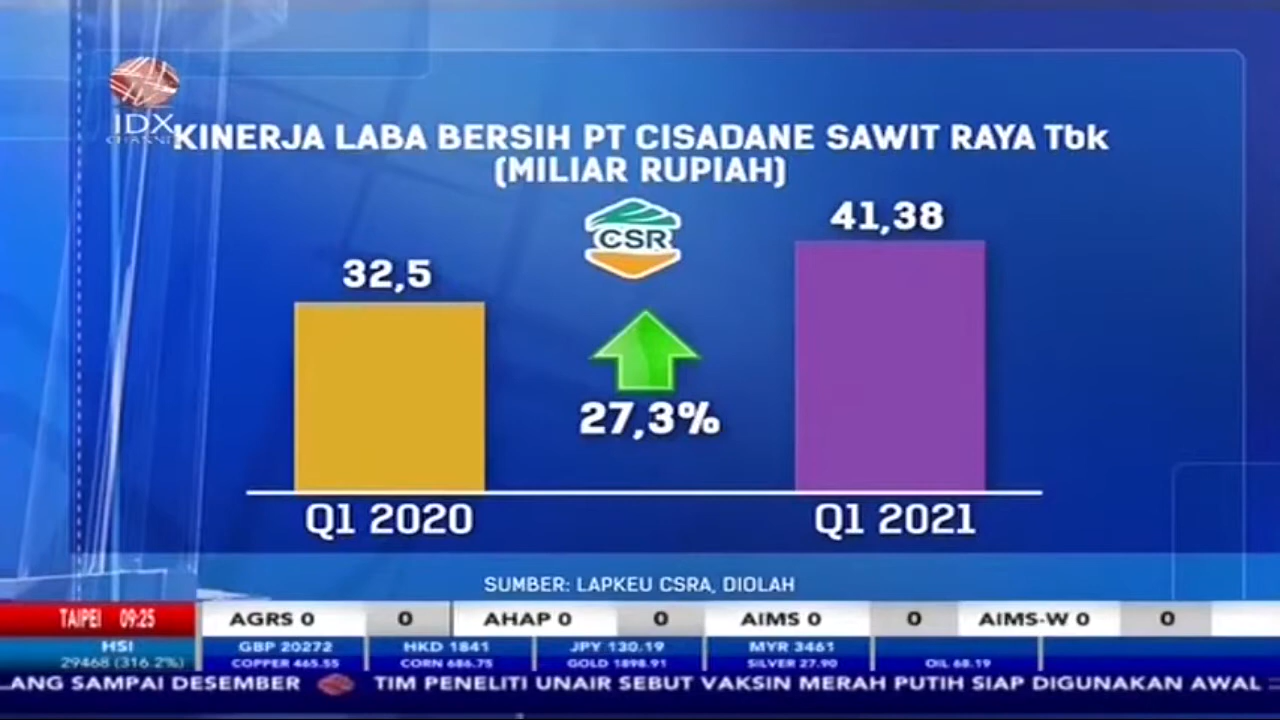 IDX
CHANNEL
KINERJA LABA BERSIH PT CISADANE SAWIT RAYA Tbk
(MILIAR RUPIAH)
CSR
41,38
32,5
27,3%
Q1 2020 Q1 2021
SUMBER: LAPKEU CSRA, DIOLAH
TAIPEI 09:25 AGRS 0 0 AHAP 0 0 AIMS 0 0 AIMS-W 0 0
HSI GBP 20272 HKD 1841 JPY 130.19 MYR 3461
29468 (316.2%) COPPER 465.55 CORN 686.75 GOLD 1898.91 SILVER 27.90 OIL 68.19
LANG SAMPAI DESEMBER TIM PENELITI UNAIR SEBUT VAKSIN MERAH PUTIH SIAP DIGUNAKAN AWAL